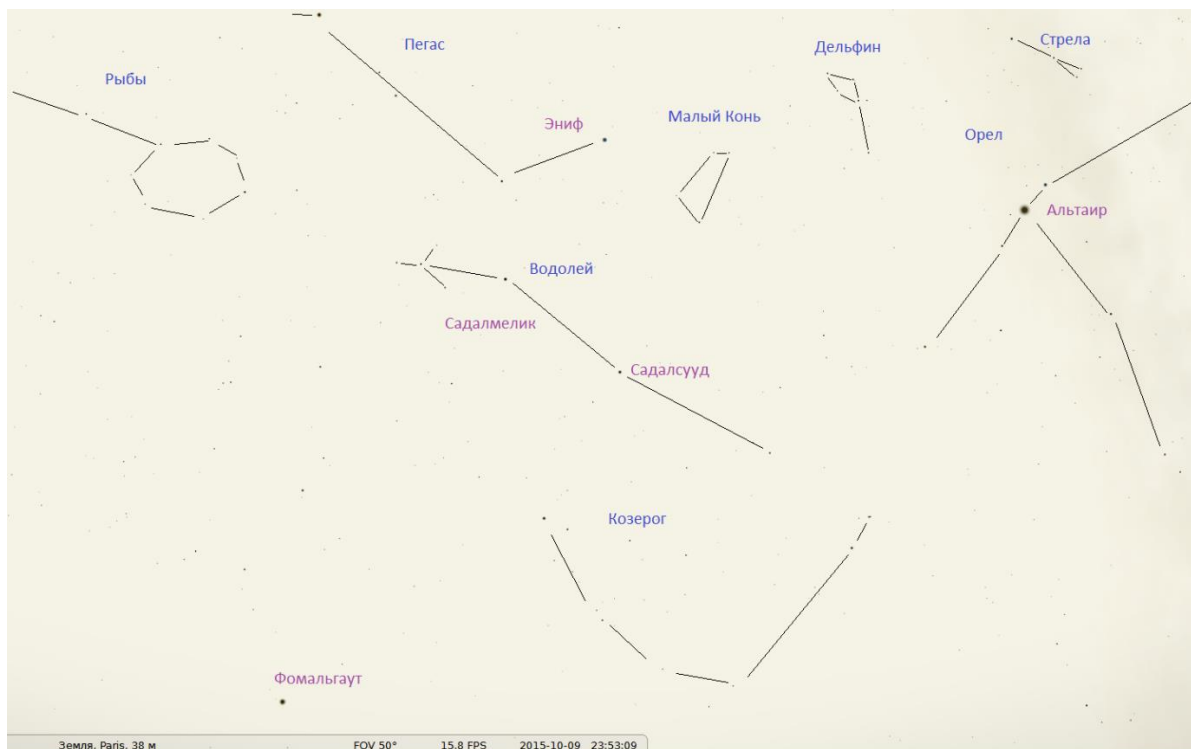 Стрела
Пегас
Дельфин
Рыбы
Малый Конь
Эниф
Орел
Альтаир
Водолей
Садалмелик
Садалсууд
Козерог
Фомальгаут
Земля, Paris, 38 м FOV 50° 15.8 FPS 2015-10-09 23:53:09